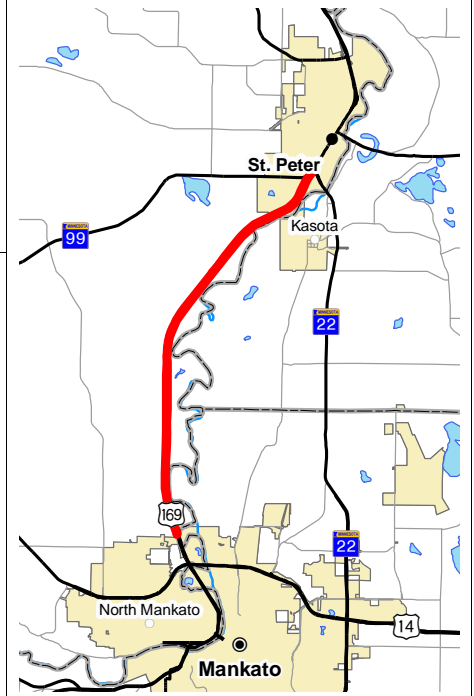 St. Peter
Kasota
MINNESOTA
99
MINNESOTA
22
169
MINNESOTA
22
North Mankato
14
Mankato